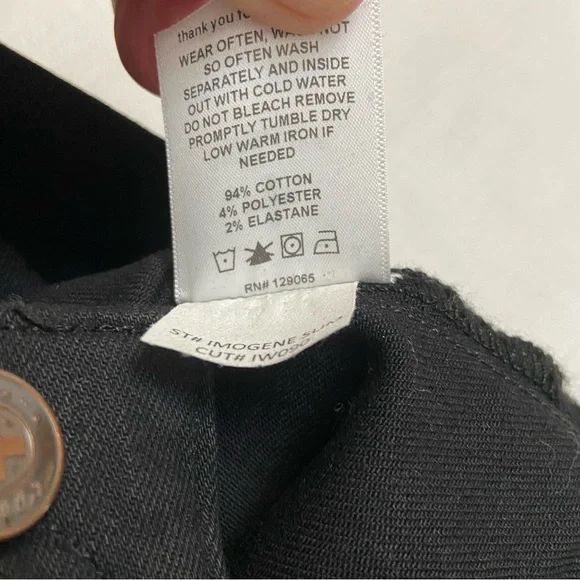 thank you
WEAR OFTEN, WASH NOT
SO OFTEN WASH
SEPARATELY AND INSIDE
OUT WITH COLD WATER
DO NOT BLEACH REMOVE
PROMPTLY TUMBLE DRY
LOW WARM IRON IF
NEEDED
94% COTTON
4% POLYESTER
2% ELASTANE
RN# 129065
ST# IMOGENE SLIM
CUT# IW090